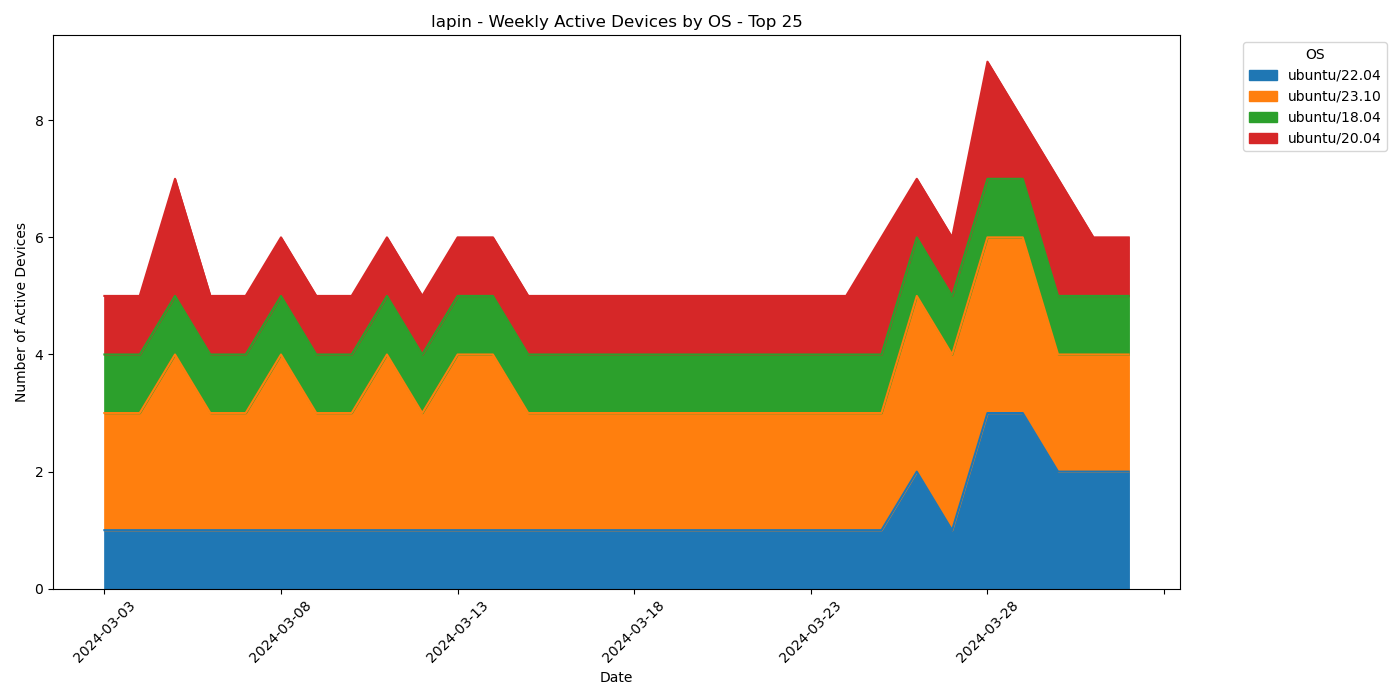 lapin - Weekly Active Devices by OS - Top 25
OS
ubuntu/22.04
ubuntu/23.10
ubuntu/18.04
ubuntu/20.04
Number of Active Devices
8
6
4
2
0
2024-03-03
2024-03-08
2024-03-13
2024-03-18
2024-03-23
2024-03-28
Date